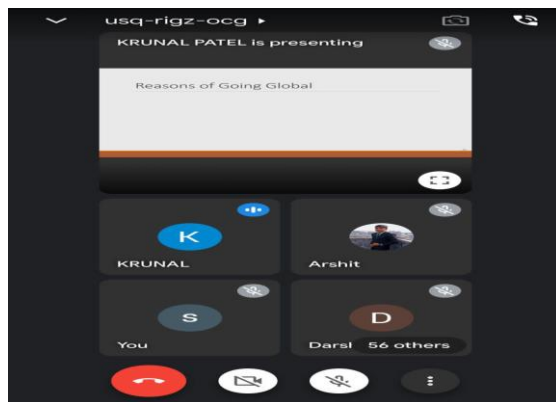 usq-rigz-ocg
KRUNAL PATEL is presenting
Reasons of Going Global
K
KRUNAL
Arshit
S
You
D
Darsl
56 others